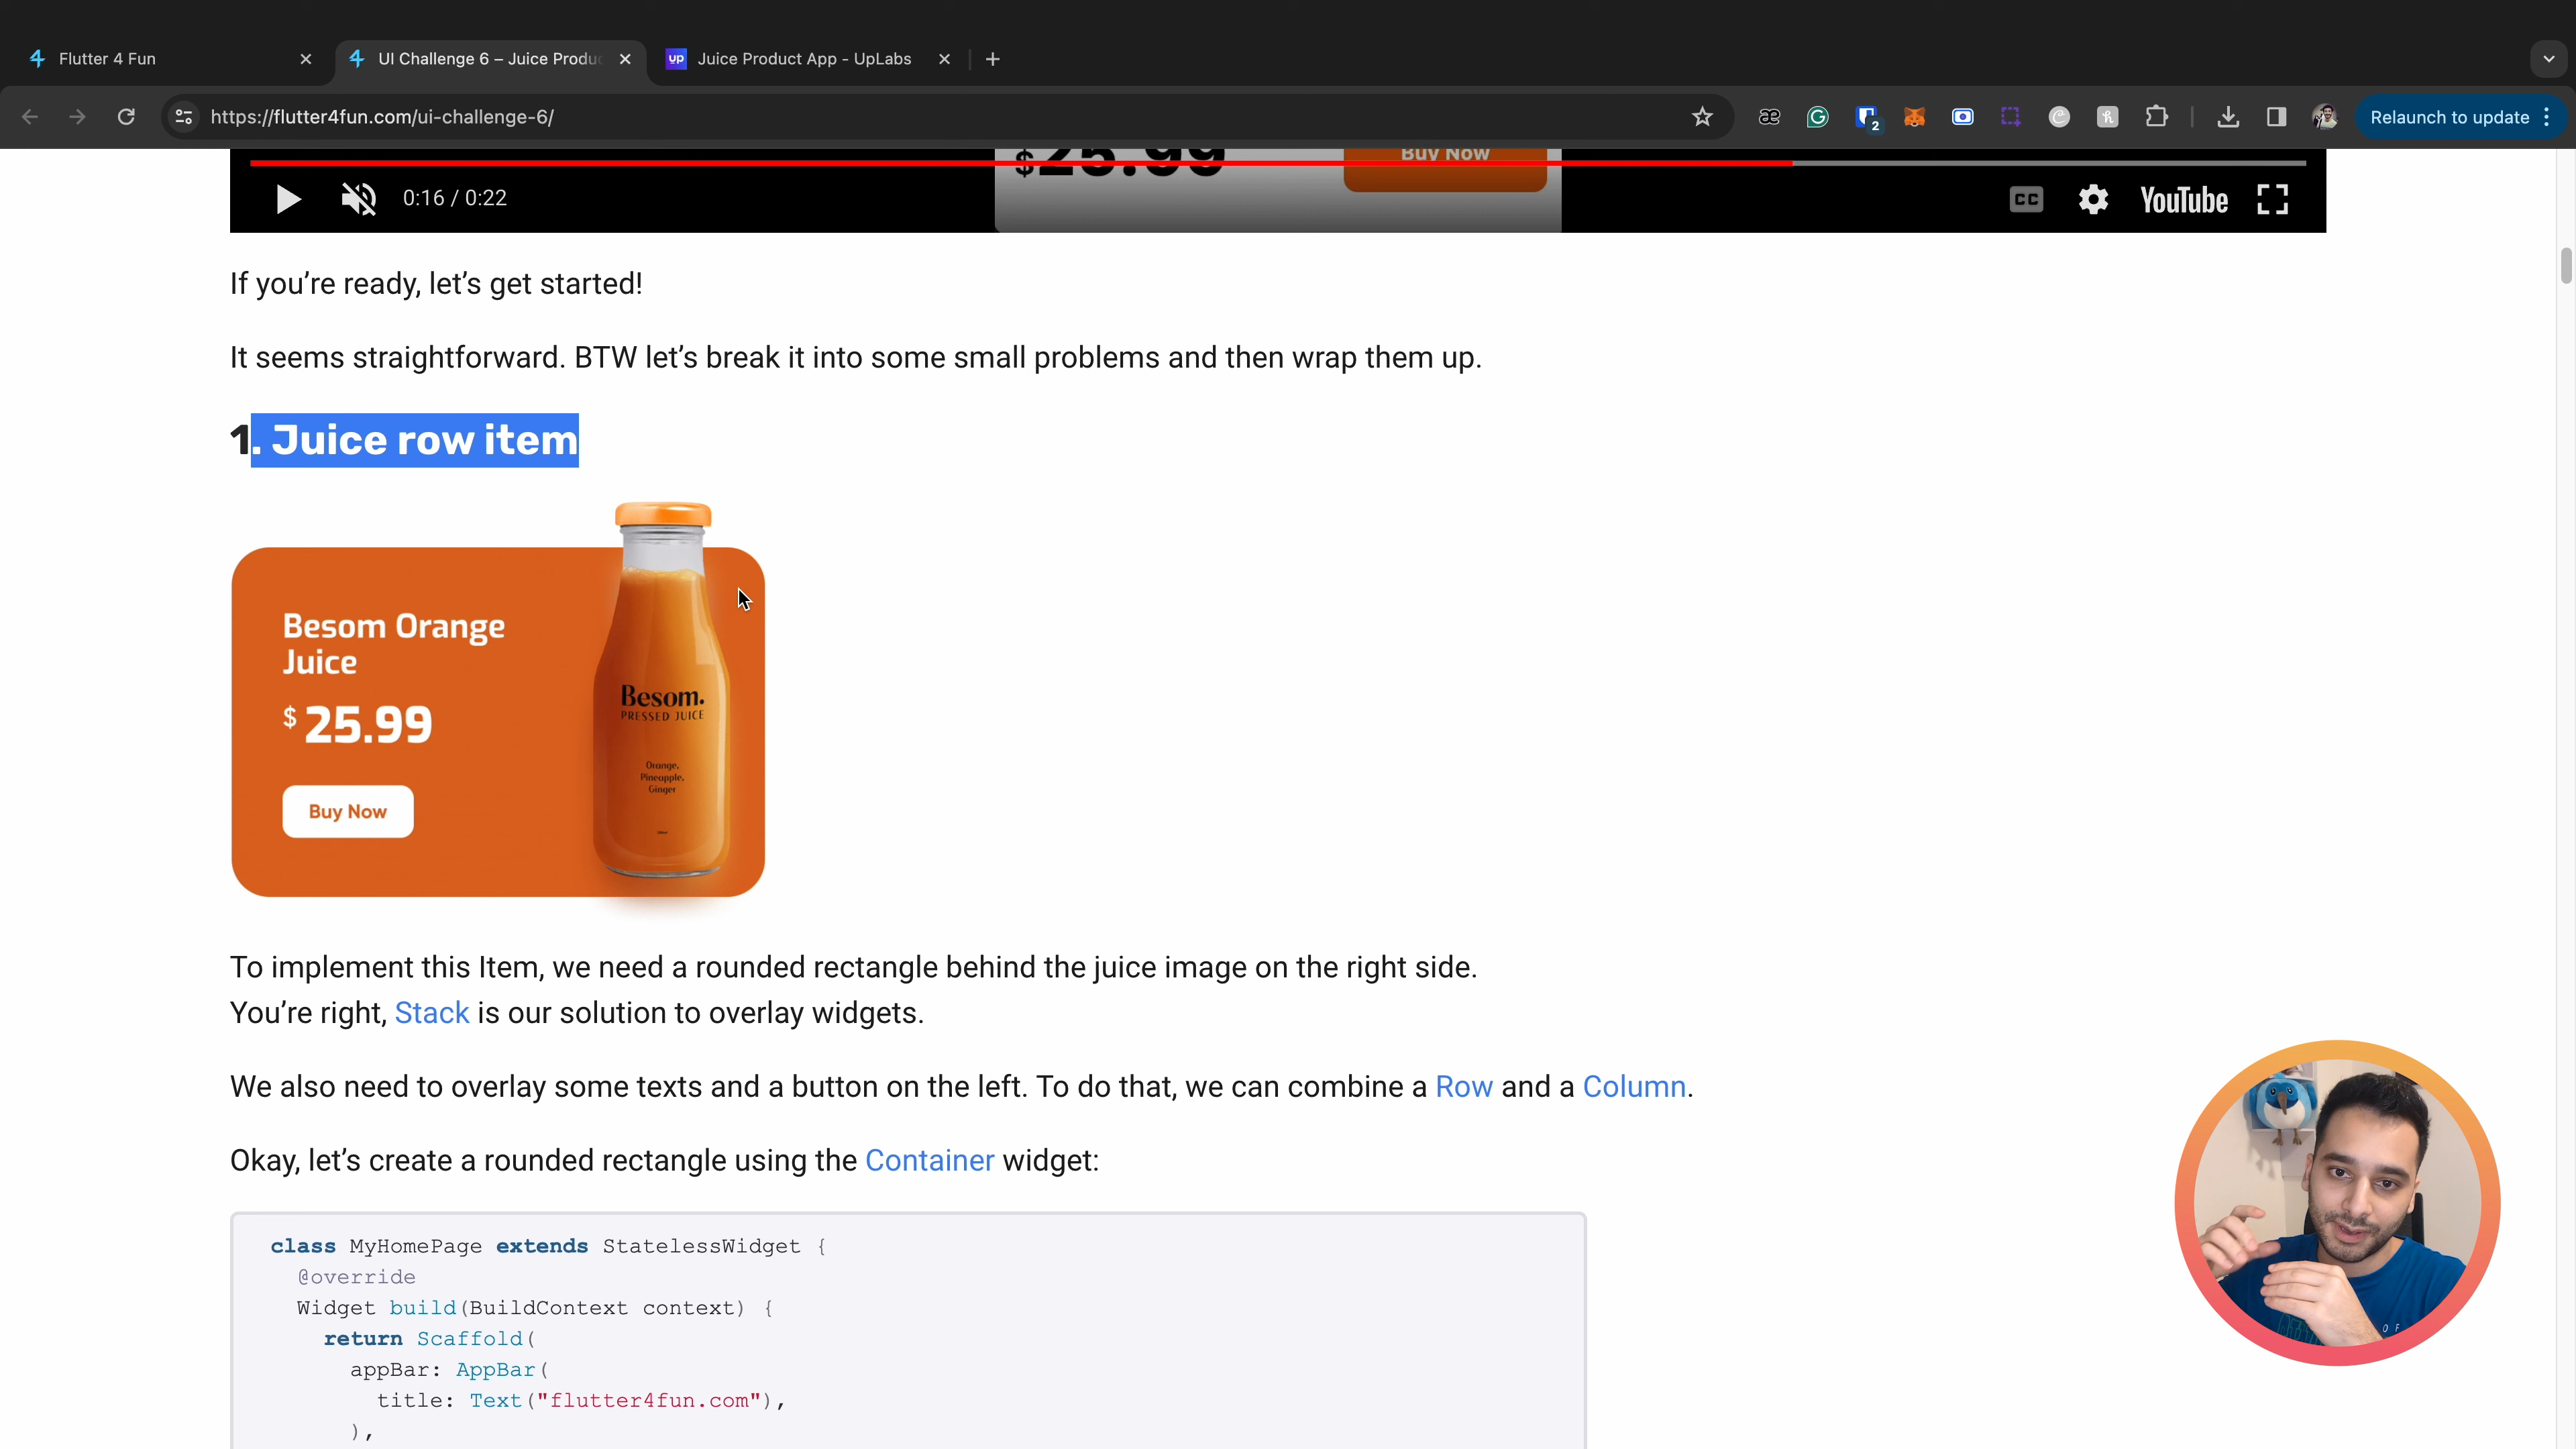 Flutter 4 Fun
UI Challenge 6 – Juice Produc
up
Juice Product App - UpLabs
https://flutter4fun.com/ui-challenge-6/
æ
2
Relaunch to update
$25.99
Buy Now
0:16 / 0:22
CC
YouTube
If you’re ready, let’s get started!
It seems straightforward. BTW let’s break it into some small problems and then wrap them up.
1. Juice row item
Besom Orange
Juice
$ 25.99
Buy Now
Besom.
PRESSED JUICE
Orange,
Pineapple,
Ginger
To implement this Item, we need a rounded rectangle behind the juice image on the right side.
You’re right, Stack is our solution to overlay widgets.
We also need to overlay some texts and a button on the left. To do that, we can combine a Row and a Column.
Okay, let’s create a rounded rectangle using the Container widget:
class MyHomePage extends StatelessWidget {
@override
Widget build(BuildContext context) {
return Scaffold(
appBar: AppBar(
title: Text("flutter4fun.com"),
),